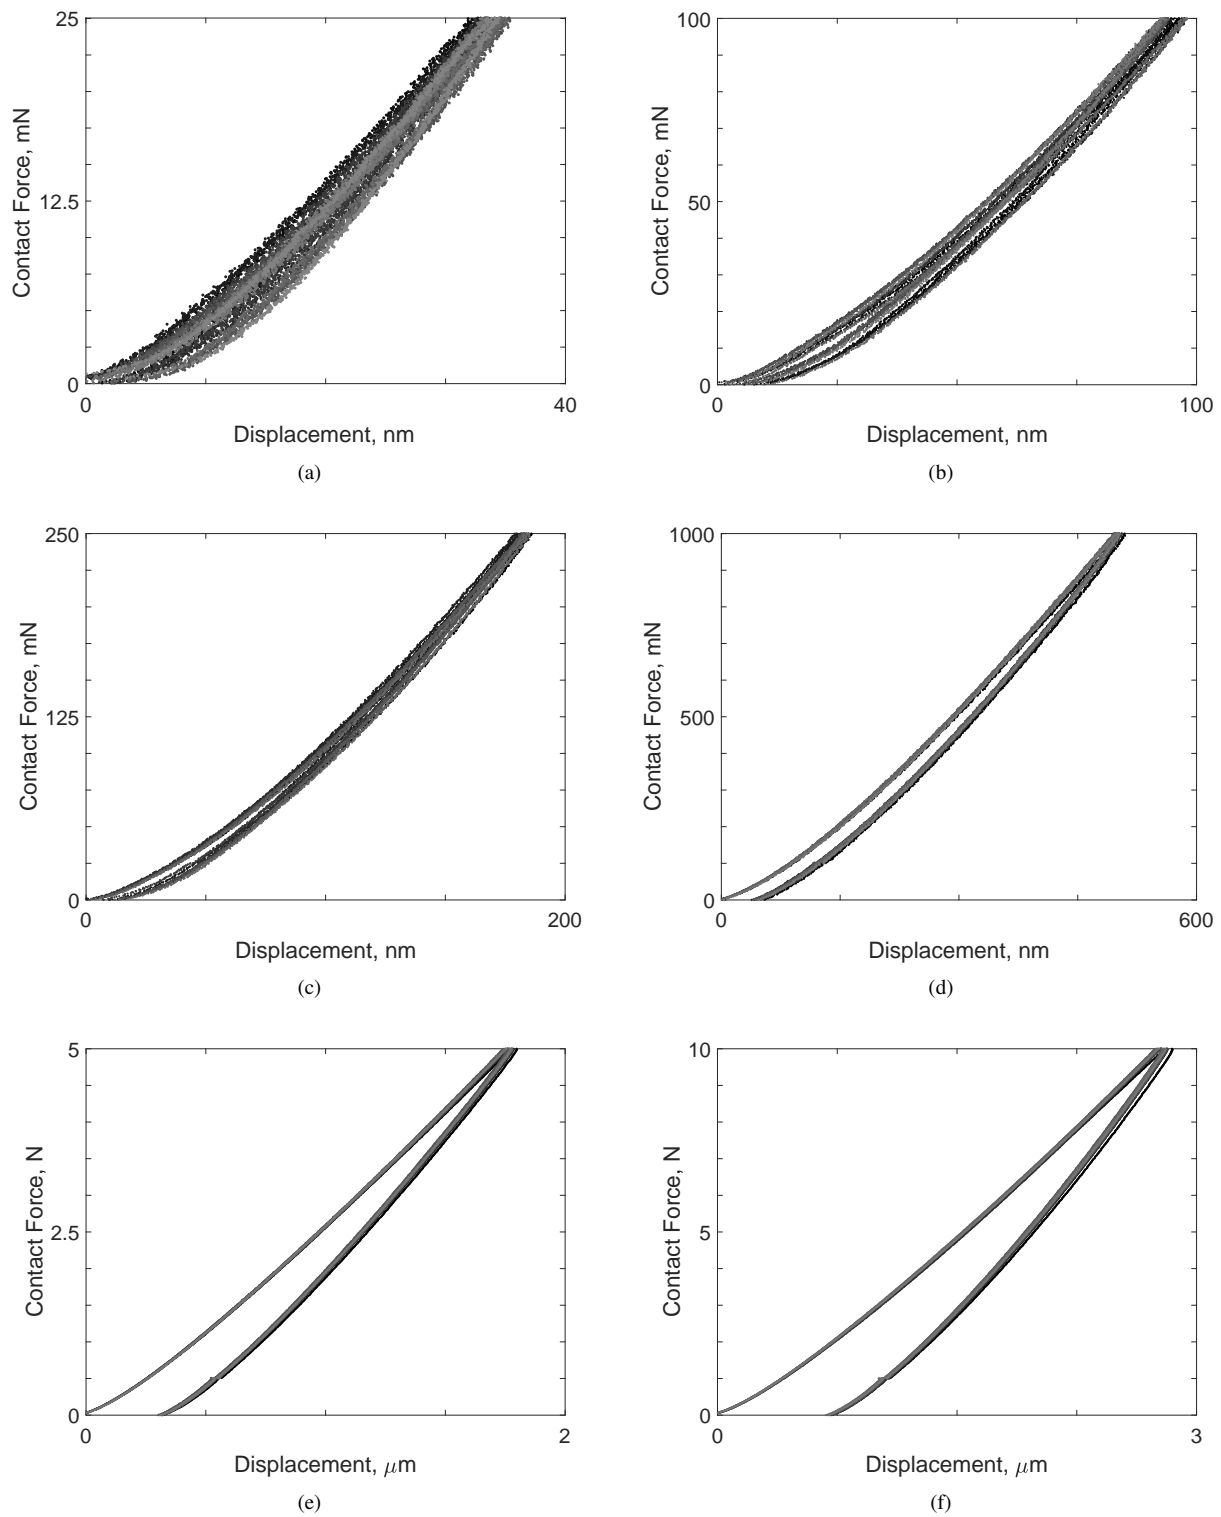 25
12.5
0
Contact Force, mN
0
40
Displacement, nm
(a)
100
50
0
Contact Force, mN
0
100
Displacement, nm
(b)
250
125
0
Contact Force, mN
0
200
Displacement, nm
(c)
1000
500
0
Contact Force, mN
0
600
Displacement, nm
(d)
5
2.5
0
Contact Force, N
0
2
Displacement, μm
(e)
10
5
0
Contact Force, N
0
3
Displacement, μm
(f)